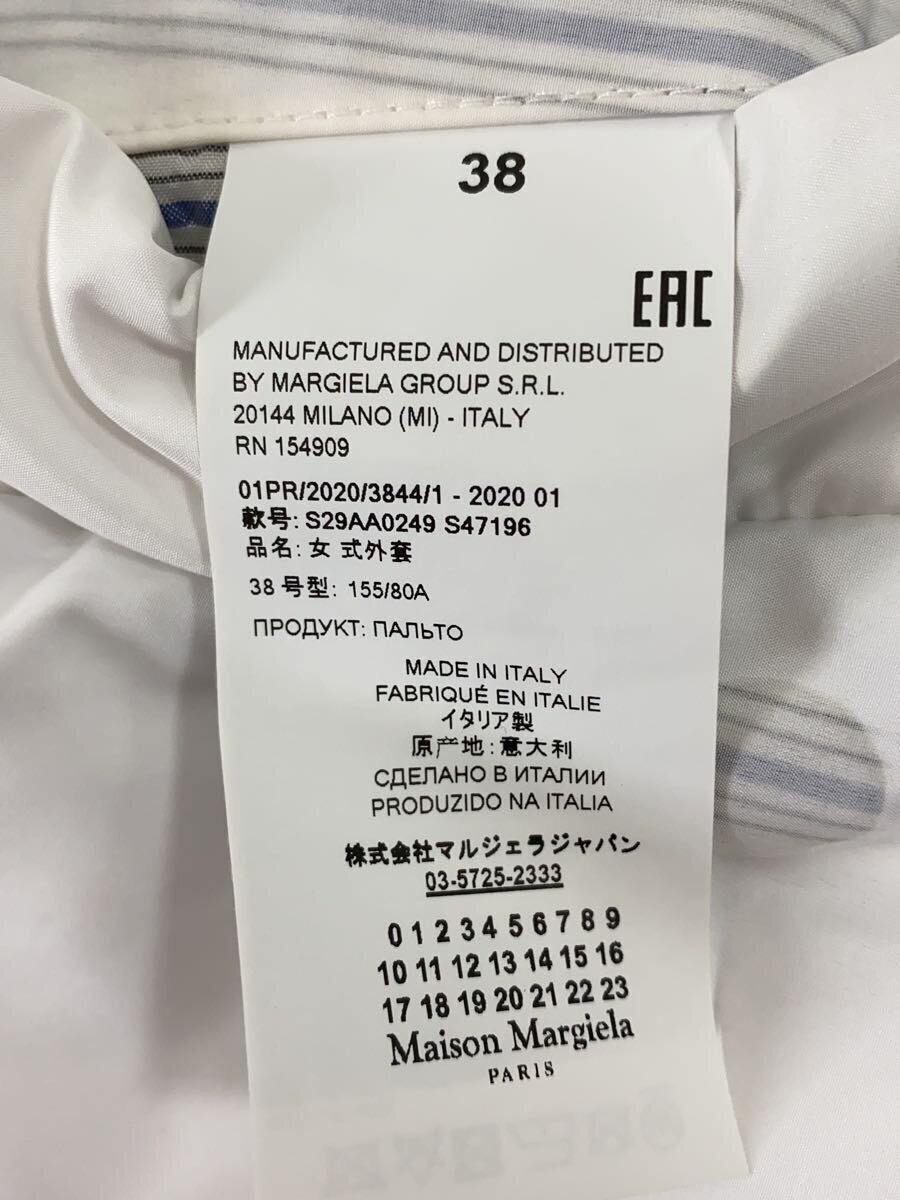 38
EAC
MANUFACTURED AND DISTRIBUTED
BY MARGIELA GROUP S.R.L.
20144 MILANO (MI) - ITALY
RN 154909
01PR/2020/3844/1 - 2020 01
款号: S29AA0249 S47196
品名: 女 式外套
38 号型: 155/80A
ПРОДУКТ: ПАЛЬТО
MADE IN ITALY
FABRIQUÉ EN ITALIE
イタリア製
原产地: 意大利
СДЕЛАНО В ИТАЛИИ
PRODUZIDO NA ITALIA
株式会社マルジェラジャパン
03-5725-2333
0 1 2 3 4 5 6 7 8 9
10 11 12 13 14 15 16
17 18 19 20 21 22 23
Maison Margiela
PARIS